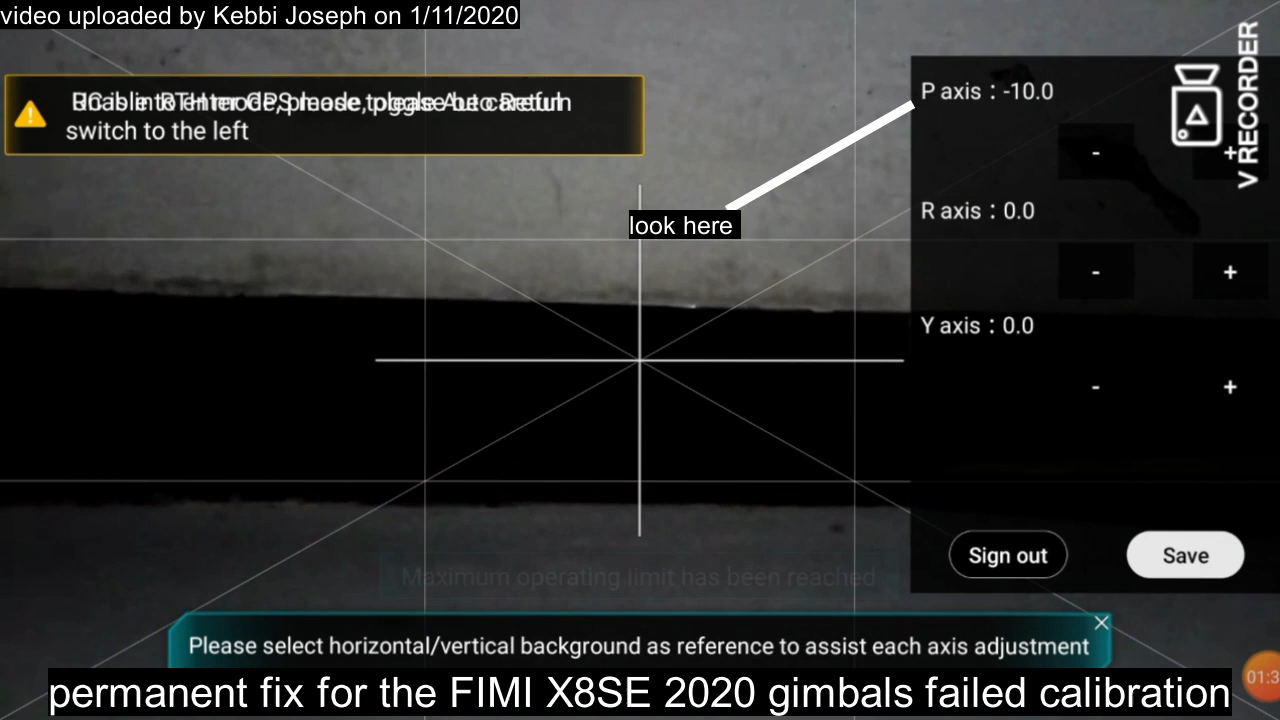 video uploaded by Kebbi Joseph on 1/11/2020
switch to the left
look here
P axis：-10.0
- +
R axis：0.0
- +
Y axis：0.0
- +
V RECORDER
Sign out
Save
Maximum operating limit has been reached
Please select horizontal/vertical background as reference to assist each axis adjustment
permanent fix for the FIMI X8SE 2020 gimbals failed calibration